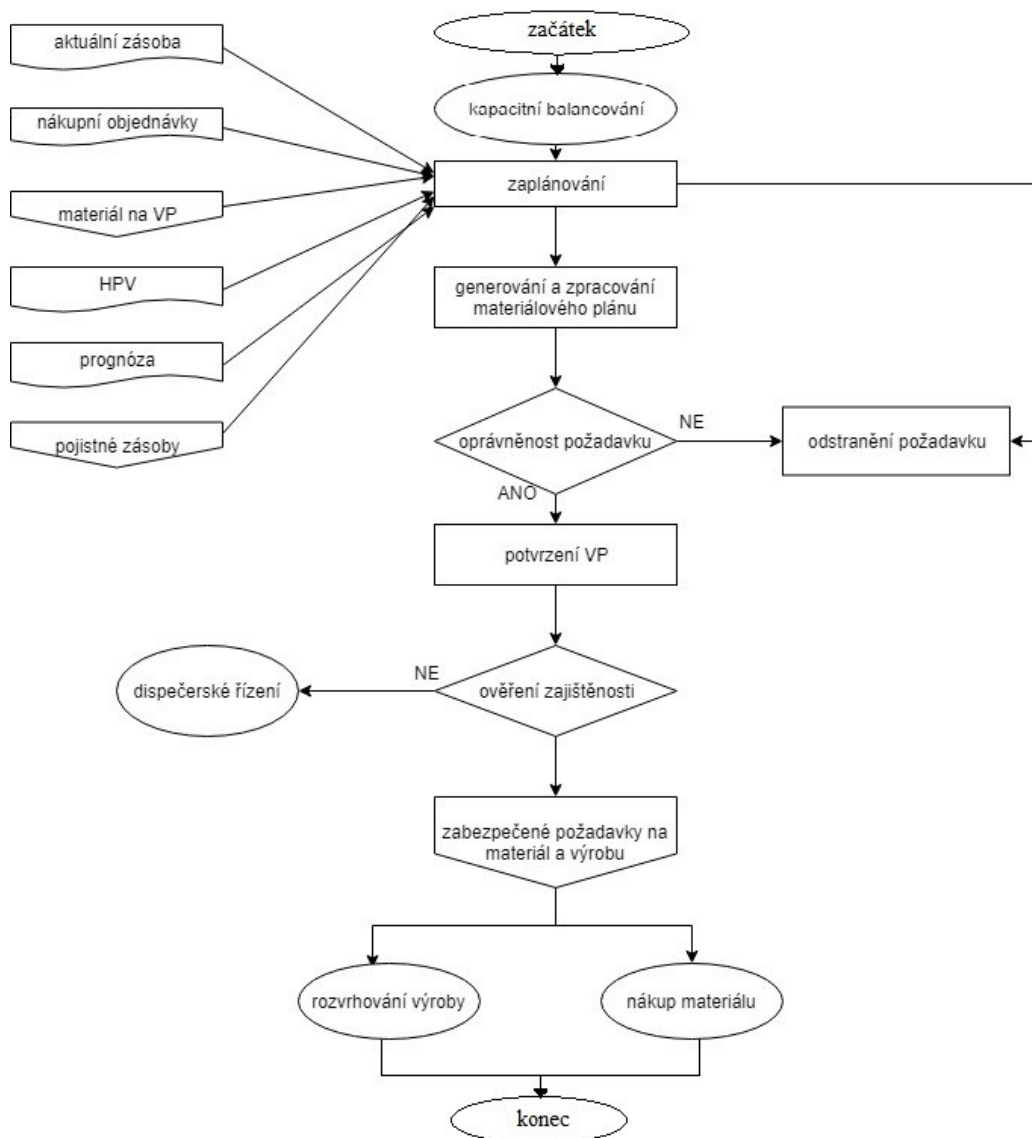 začátek
aktuální zásoba
kapacitní balancování
nákupní objednávky
zaplánování
materiál na VP
HPV
generování a zpracování
materiálového plánu
prognóza
pojistné zásoby
oprávněnost požadavku
NE
odstranění požadavku
ANO
potvrzení VP
ověření zajištěnosti
NE
dispečerské řízení
zabezpečené požadavky na
materiál a výrobu
rozvrhování výroby
nákup materiálu
konec